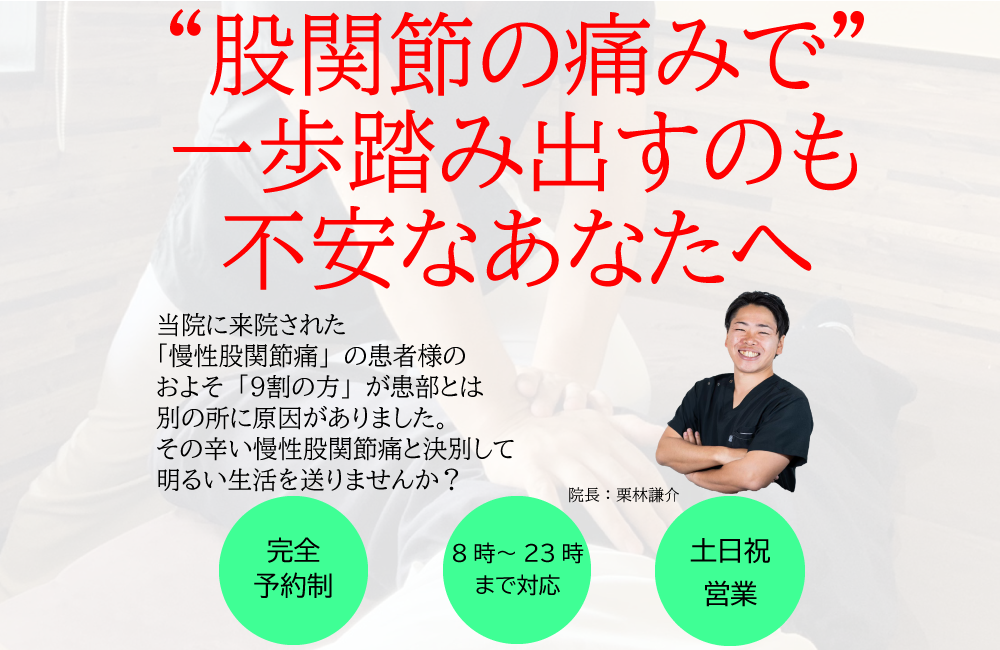 “股関節の痛みで”
一歩踏み出すのも
不安なあなたへ
当院に来院された
「慢性股関節痛」の患者様の
およそ「9割の方」が患部とは
別の所に原因がありました。
その辛い慢性股関節痛と決別して
明るい生活を送りませんか？
院長：栗林謙介
完全
予約制
8時～23時
まで対応
土日祝
営業